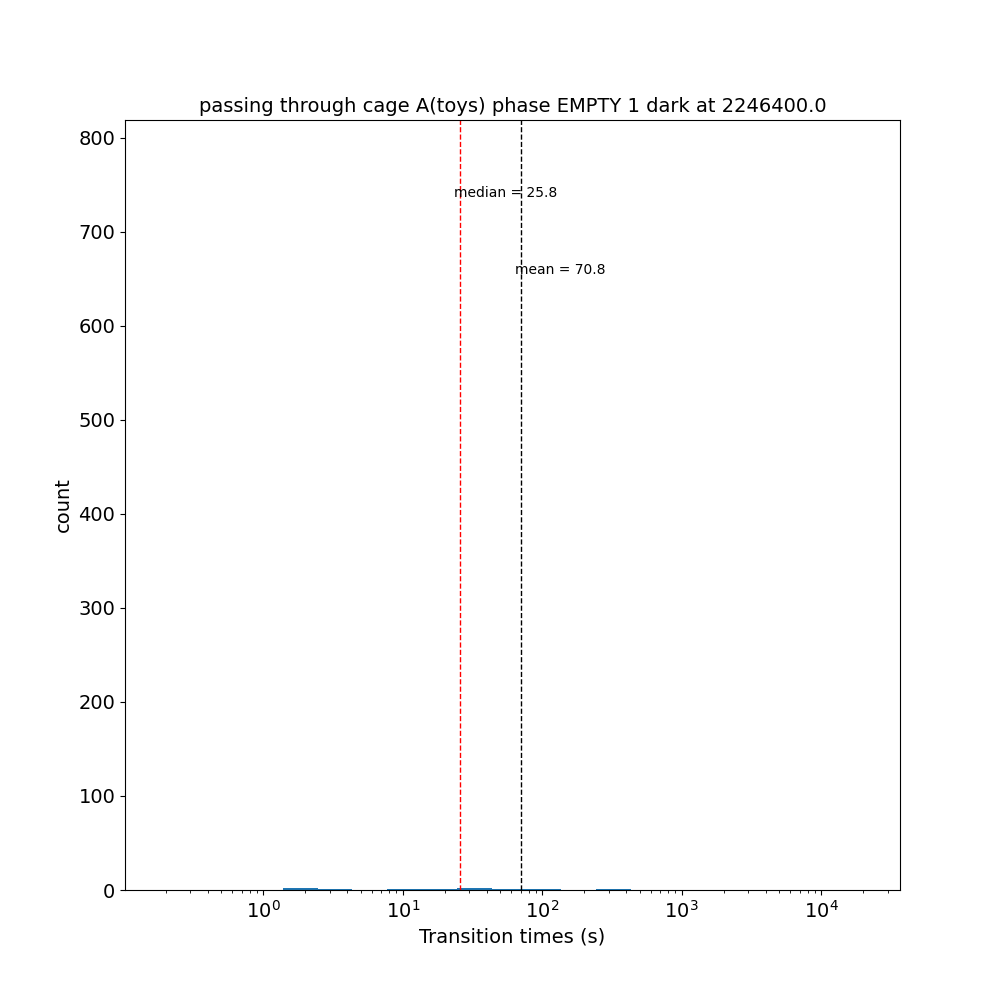 passing through cage A(toys) phase EMPTY 1 dark at 2246400.0
800
median = 25.8
700
mean = 70.8
600
500
400
count
300
200
100
0
10⁰ 10¹ 10² 10³ 10⁴
Transition times (s)